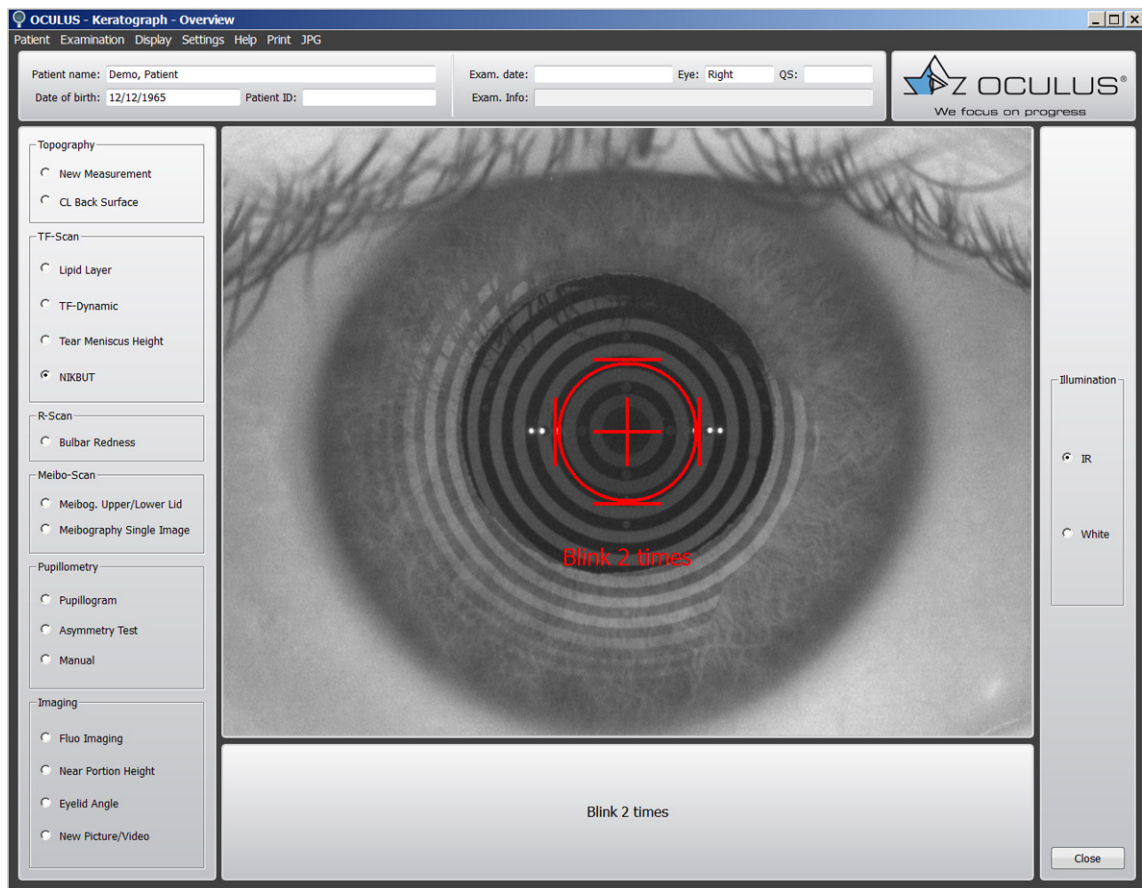 OCULUS - Keratograph - Overview
Patient Examination Display Settings Help Print JPG
Patient name: Demo, Patient
Date of birth: 12/12/1965 Patient ID:
Exam. date: Eye: Right QS:
Exam. Info:
OCULUS®
We focus on progress
Topography
New Measurement
CL Back Surface
TF-Scan
Lipid Layer
TF-Dynamic
Tear Meniscus Height
NIKBUT
R-Scan
Bulbar Redness
Meibo-Scan
Meibog. Upper/Lower Lid
Meibography Single Image
Pupillometry
Pupillogram
Asymmetry Test
Manual
Imaging
Fluo Imaging
Near Portion Height
Eyelid Angle
New Picture/Video
Blink 2 times
Blink 2 times
Illumination
IR
White
Close